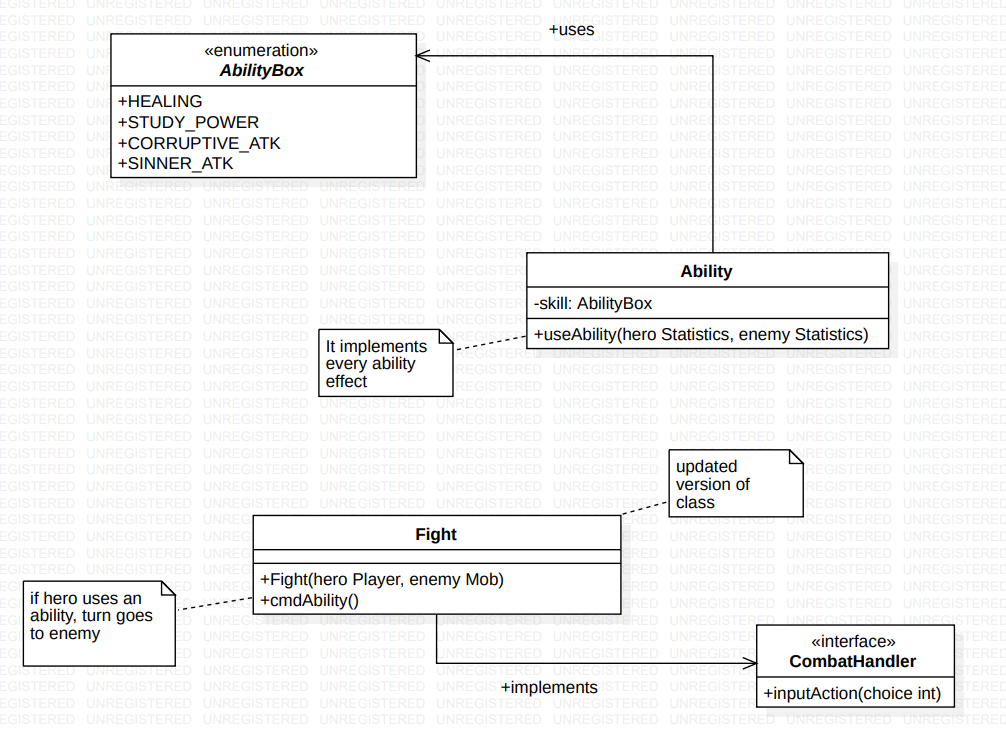 +uses
«enumeration»
AbilityBox
+HEALING
+STUDY_POWER
+CORRUPTIVE_ATK
+SINNER_ATK
Ability
-skill: AbilityBox
+useAbility(hero Statistics, enemy Statistics)
It implements
every ability
effect
updated
version of
class
Fight
+Fight(hero Player, enemy Mob)
+cmdAbility()
if hero uses an
ability, turn goes
to enemy
«interface»
CombatHandler
+inputAction(choice int)
+implements
UNREGISTERED